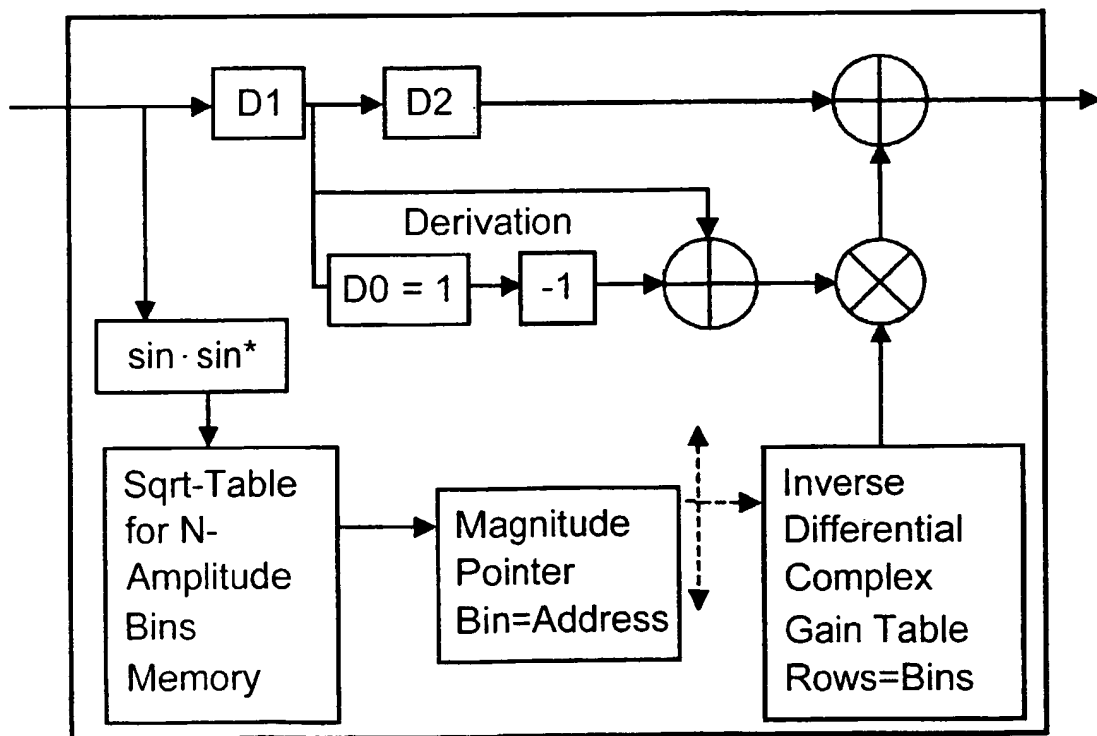 D1
D2
Derivation
D0 = 1
-1
sin · sin*
Sqrt-Table
for N-
Amplitude
Bins
Memory
Magnitude
Pointer
Bin=Address
Inverse
Differential
Complex
Gain Table
Rows=Bins